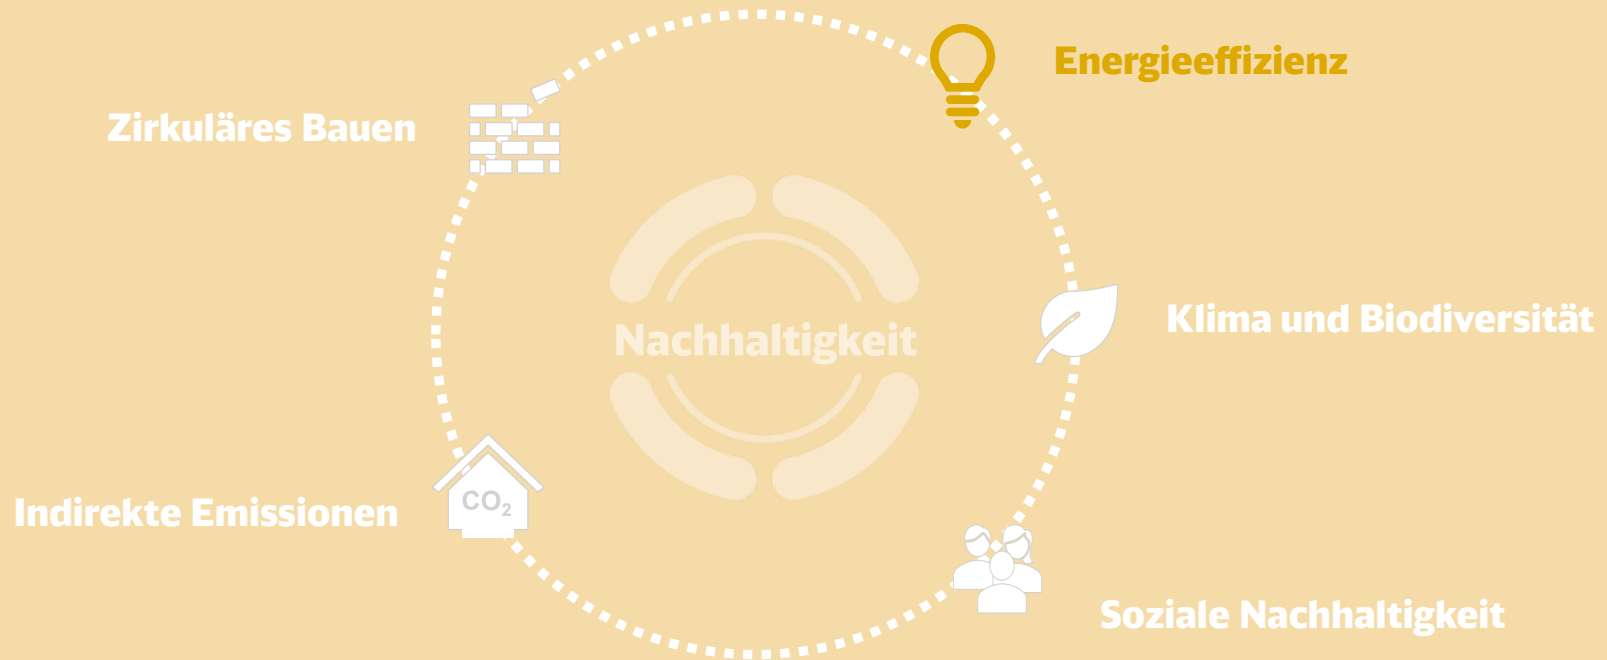 Energieeffizienz
Zirkuläres Bauen
Klima und Biodiversität
Nachhaltigkeit
CO₂
Indirekte Emissionen
Soziale Nachhaltigkeit